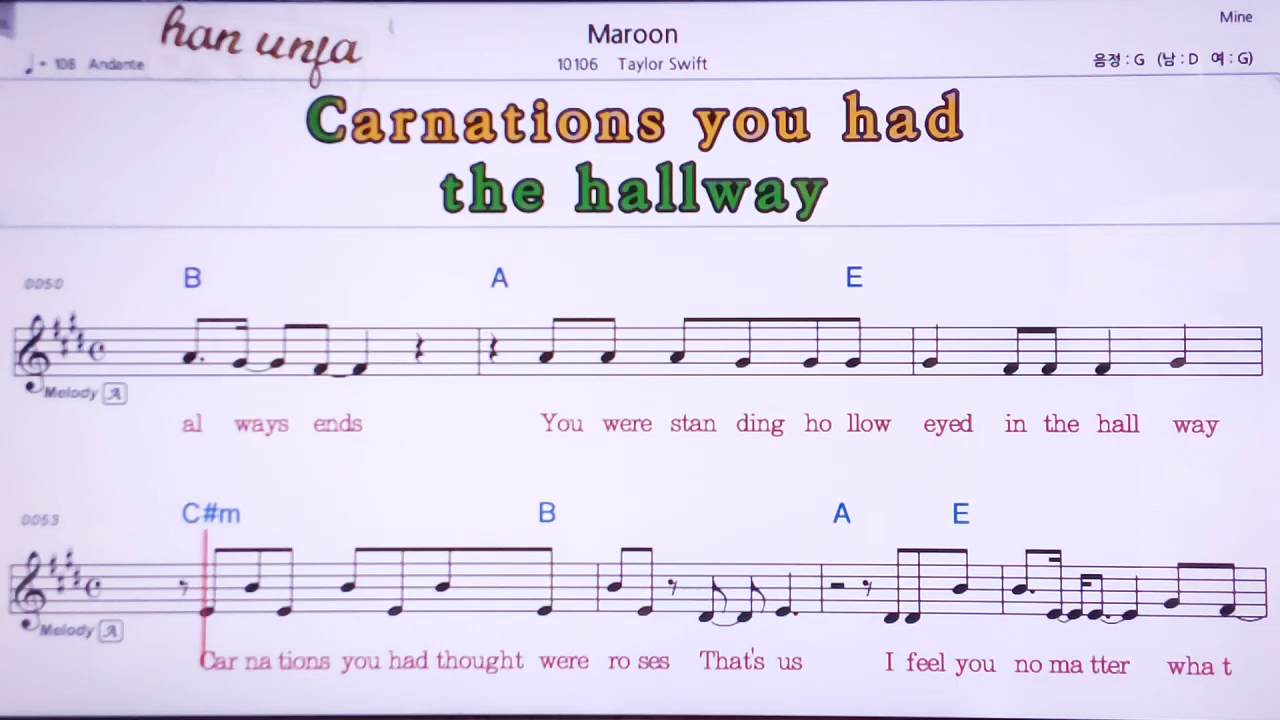 Mine
han unfa
Maroon
♩ = 108 Andante
10106 Taylor Swift
음정 : G (남 : D 여 : G)
Carnations you had
the hallway
0050
B A E
Melody A
al ways ends You were stan ding ho llow eyed in the hall way
0053
C#m B A E
Melody A
Car na tions you had thought were ro ses That's us I feel you no ma tter wha t